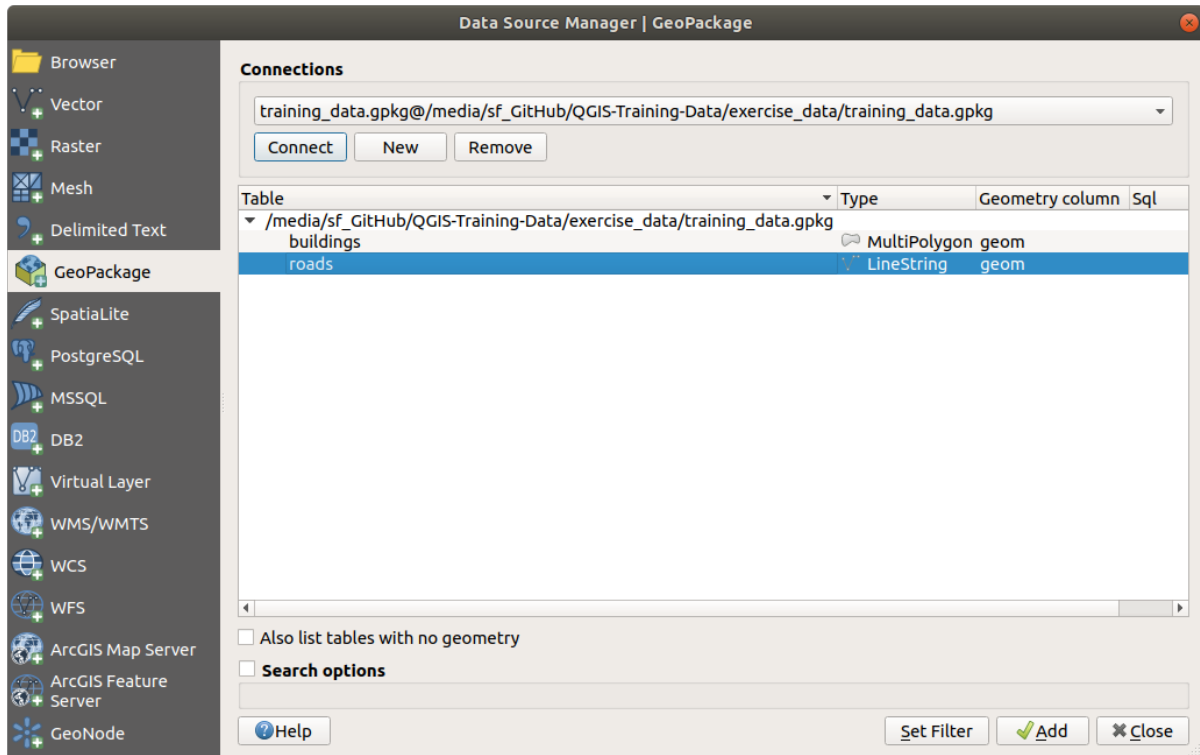 Data Source Manager | GeoPackage
Browser
Vector
Raster
Mesh
Delimited Text
GeoPackage
SpatiaLite
PostgreSQL
MSSQL
DB2
DB2
Virtual Layer
WMS/WMTS
WCS
WFS
ArcGIS Map Server
ArcGIS Feature
Server
GeoNode
Connections
training_data.gpkg@/media/sf_GitHub/QGIS-Training-Data/exercise_data/training_data.gpkg
Connect New Remove
Table Type Geometry column Sql
/media/sf_GitHub/QGIS-Training-Data/exercise_data/training_data.gpkg
buildings MultiPolygon geom
roads LineString geom
Also list tables with no geometry
Search options
Help Set Filter Add Close